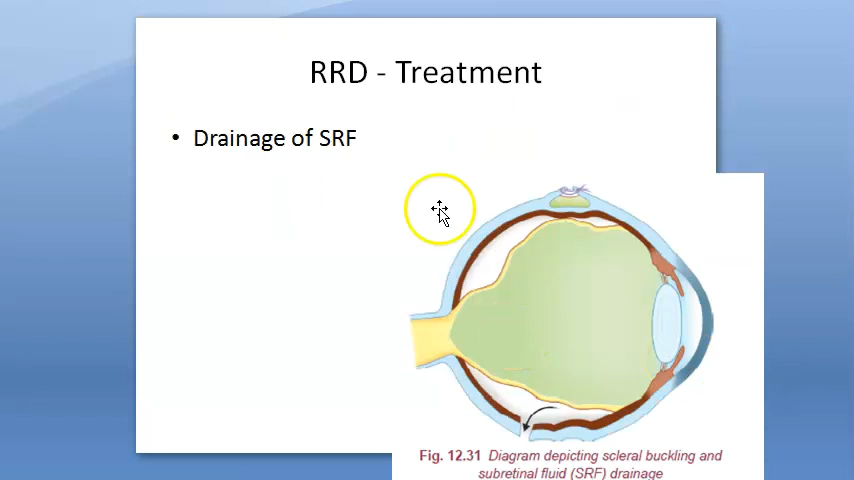 RRD - Treatment
• Drainage of SRF
Fig. 12.31 Diagram depicting scleral buckling and
subretinal fluid (SRF) drainage